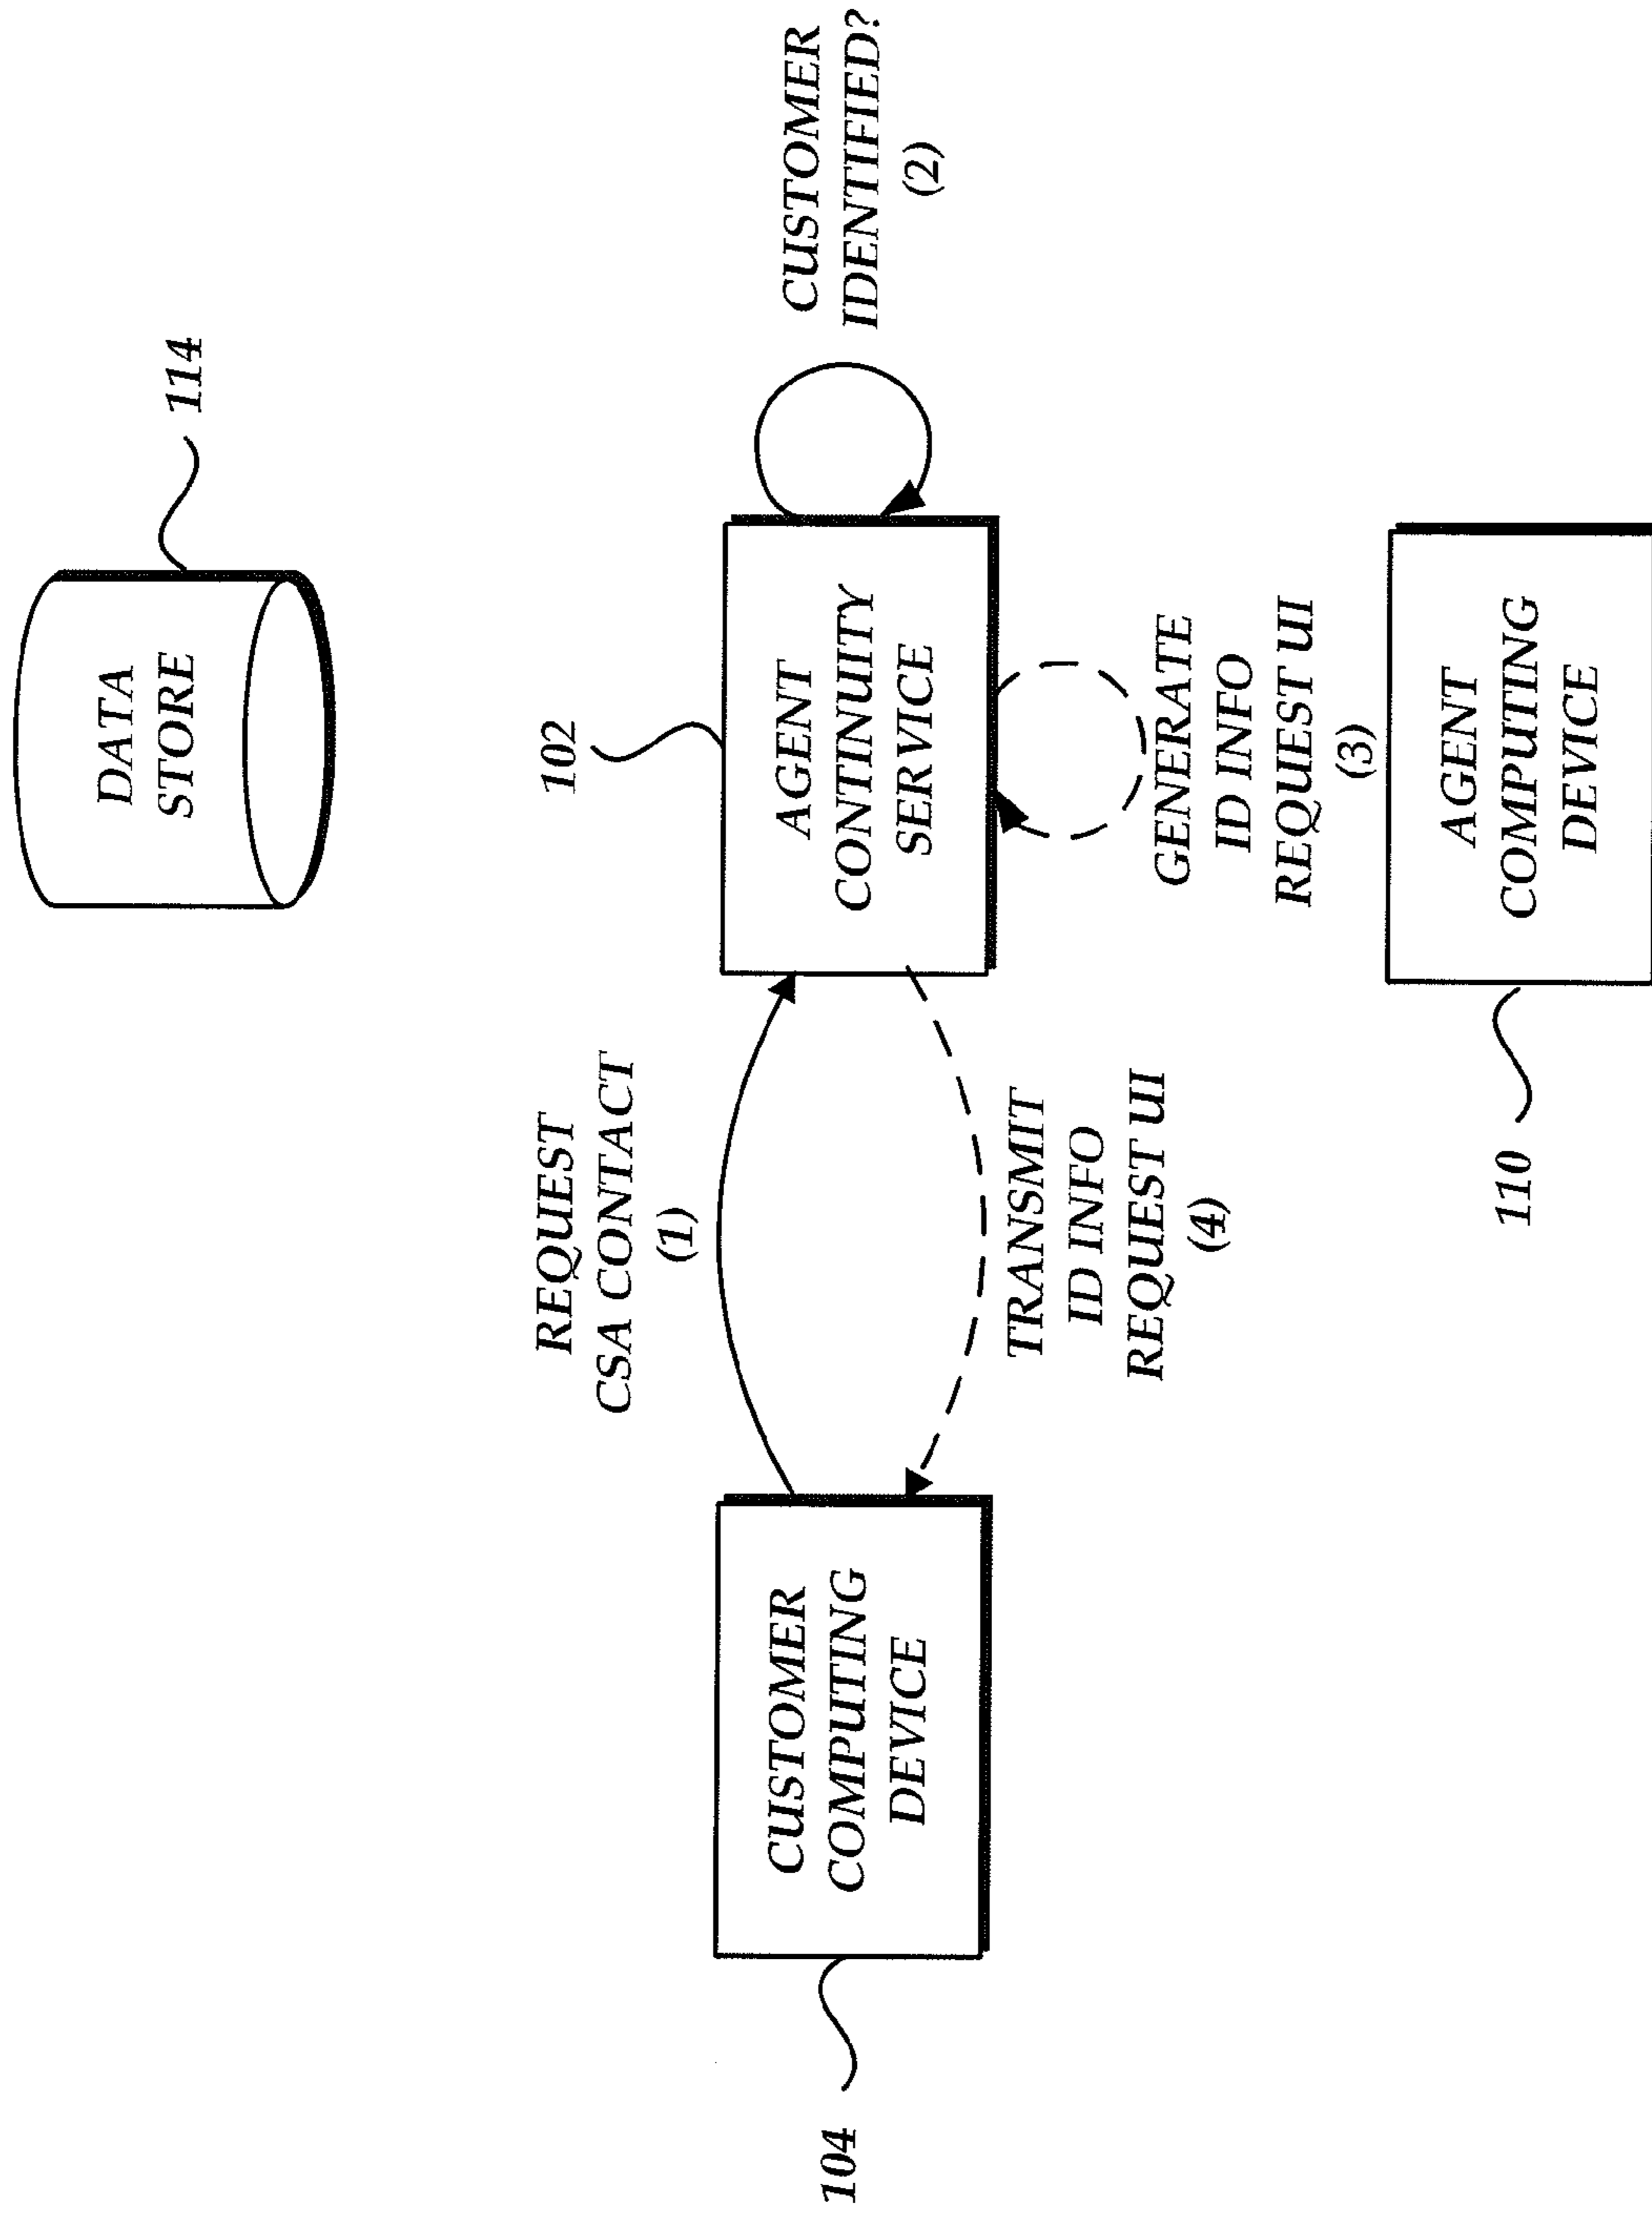 DATA
STORE
114
102
REQUEST
CSA CONTACT
(1)
CUSTOMER
COMPUTING
DEVICE
104
AGENT
CONTINUITY
SERVICE
CUSTOMER
IDENTIFIED?
(2)
TRANSMIT
ID INFO
REQUEST UI
(4)
GENERATE
ID INFO
REQUEST UI
(3)
110
AGENT
COMPUTING
DEVICE